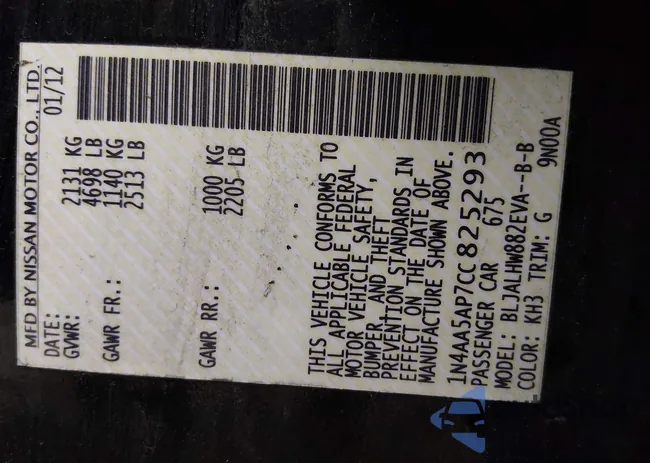 MFD BY NISSAN MOTOR CO., LTD.
DATE: 01/12
GVWR: 2131 KG
4698 LB
GAWR FR.: 1140 KG
2513 LB
GAWR RR.: 1000 KG
2205 LB
THIS VEHICLE CONFORMS TO
ALL APPLICABLE FEDERAL
MOTOR VEHICLE SAFETY,
BUMPER, AND THEFT
PREVENTION STANDARDS IN
EFFECT ON THE DATE OF
MANUFACTURE SHOWN ABOVE.
1N4AA5AP7CC825293
PASSENGER CAR 675
MODEL: BLJALHW882EVA--B-B
COLOR: KH3 TRIM: G 9N00A